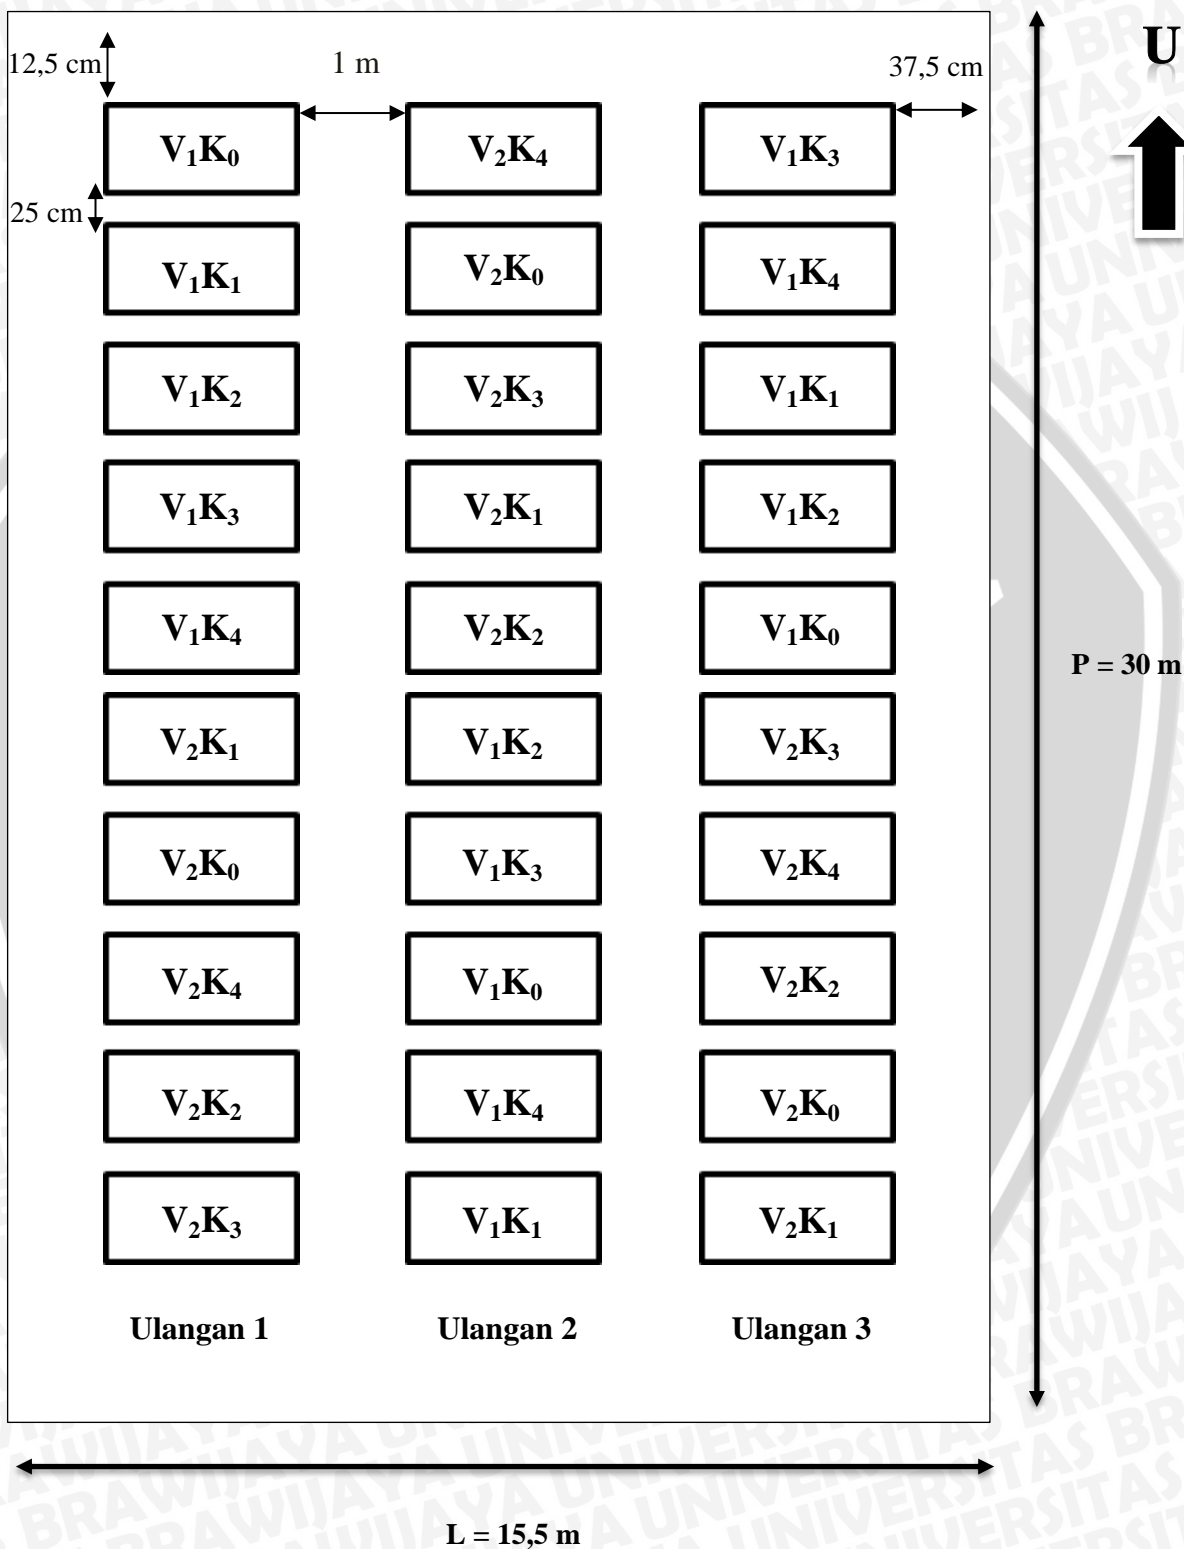 U
12,5 cm 1 m 37,5 cm
V₁K₀ V₂K₄ V₁K₃
25 cm
V₁K₁ V₂K₀ V₁K₄
V₁K₂ V₂K₃ V₁K₁
V₁K₃ V₂K₁ V₁K₂
V₁K₄ V₂K₂ V₁K₀
P = 30 m
V₂K₁ V₁K₂ V₂K₃
V₂K₀ V₁K₃ V₂K₄
V₂K₄ V₁K₀ V₂K₂
V₂K₂ V₁K₄ V₂K₀
V₂K₃ V₁K₁ V₂K₁
Ulangan 1 Ulangan 2 Ulangan 3
L = 15,5 m
UNIVERSITAS BRAWIJAYA